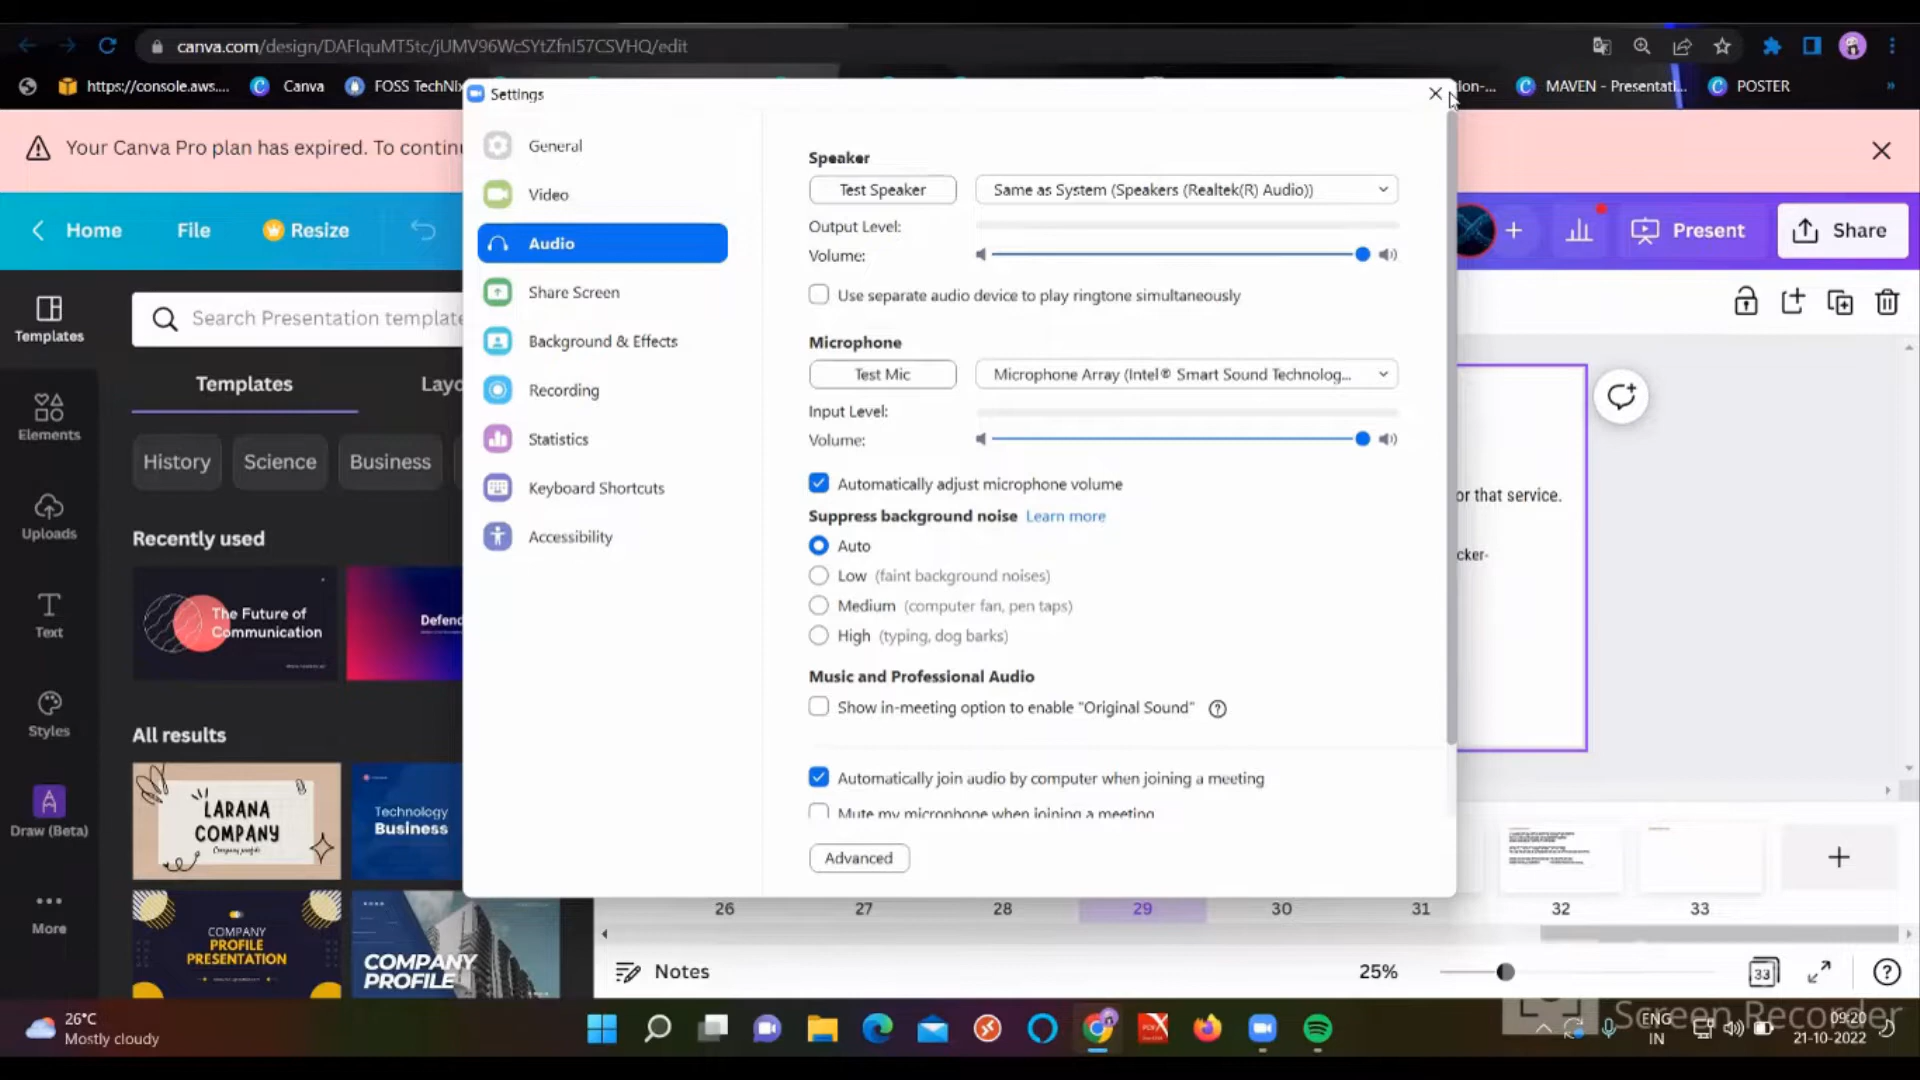 canva.com/design/DAFIquMT5tc/jUMV96WcSYtZfnI57CSVHQ/edit
https://console.aws....
Canva
FOSS TechNix
ion-...
MAVEN - Presentati...
POSTER
»
Settings
Your Canva Pro plan has expired. To continu
Home
File
Resize
Present
Share
General
Video
Audio
Share Screen
Background & Effects
Recording
Statistics
Keyboard Shortcuts
Accessibility
Speaker
Test Speaker
Same as System (Speakers (Realtek(R) Audio))
Output Level:
Volume:
Use separate audio device to play ringtone simultaneously
Microphone
Test Mic
Microphone Array (Intel® Smart Sound Technolog...
Input Level:
Volume:
Automatically adjust microphone volume
Suppress background noise Learn more
Auto
Low (faint background noises)
Medium (computer fan, pen taps)
High (typing, dog barks)
Music and Professional Audio
Show in-meeting option to enable "Original Sound"
Automatically join audio by computer when joining a meeting
Mute my microphone when joining a meeting
Advanced
Templates
Elements
Uploads
Text
Styles
Draw (Beta)
More
Search Presentation template
Templates
Layo
History
Science
Business
Recently used
The Future of
Communication
Defend
All results
LARANA
COMPANY
Company profile
Technology
Business
COMPANY
PROFILE
PRESENTATION
COMPANY
PROFILE
or that service.
cker-
26
27
28
29
30
31
32
33
Notes
25%
33
26°C
Mostly cloudy
Screen Recorder
ENG
IN
09:20
21-10-2022